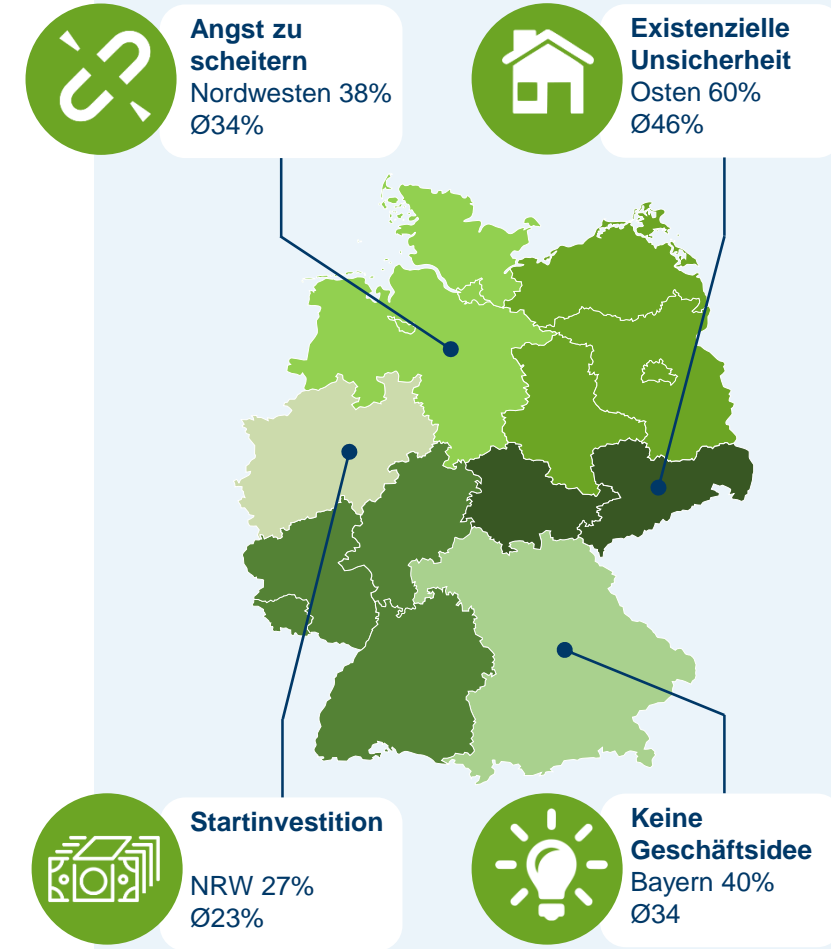 Angst zu
scheitern
Nordwesten 38%
Ø34%
Existenzielle
Unsicherheit
Osten 60%
Ø46%
Startinvestition
NRW 27%
Ø23%
Keine
Geschäftsidee
Bayern 40%
Ø34